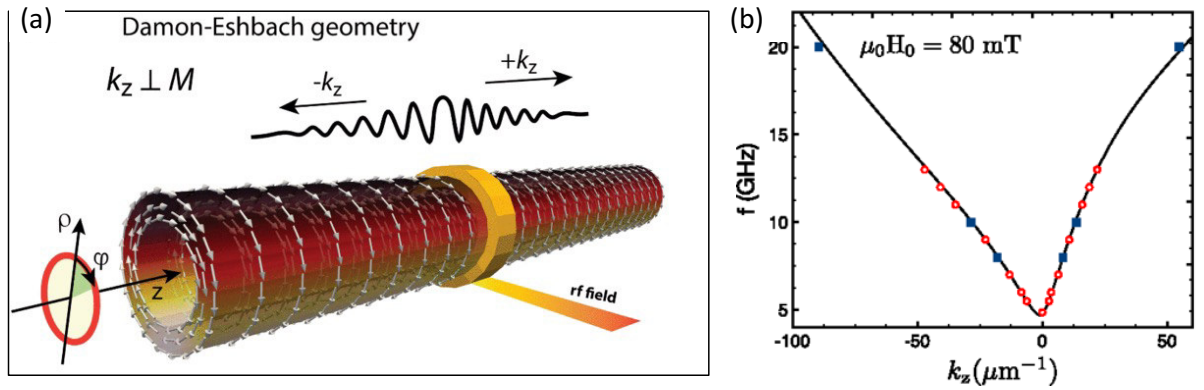 (a)
Damon-Eshbach geometry
k_z ⊥ M
-k_z
+k_z
ρ
φ
z
rf field
(b)
μ₀H₀ = 80 mT
f (GHz)
20
15
10
5
-100
-50
0
50
k_z(μm⁻¹)